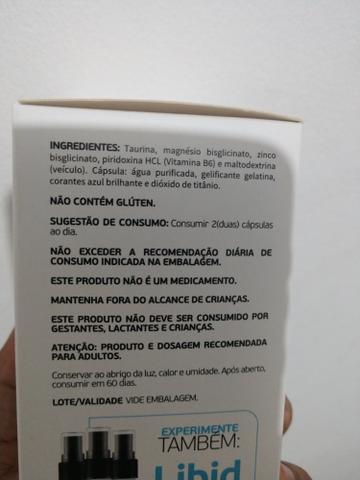 INGREDIENTES: Taurina, magnésio bisglicinato, zinco
bisglicinato, piridoxina HCL (Vitamina B6) e maltodextrina
(veículo). Cápsula: água purificada, gelificante gelatina,
corantes azul brilhante e dióxido de titânio.
NÃO CONTÉM GLÚTEN.
SUGESTÃO DE CONSUMO: Consumir 2(duas) cápsulas
ao dia.
NÃO EXCEDER A RECOMENDAÇÃO DIÁRIA DE
CONSUMO INDICADA NA EMBALAGEM.
ESTE PRODUTO NÃO É UM MEDICAMENTO.
MANTENHA FORA DO ALCANCE DE CRIANÇAS.
ESTE PRODUTO NÃO DEVE SER CONSUMIDO POR
GESTANTES, LACTANTES E CRIANÇAS.
ATENÇÃO: PRODUTO E DOSAGEM RECOMENDADA
PARA ADULTOS.
Conservar ao abrigo da luz, calor e umidade. Após aberto,
consumir em 60 dias.
LOTE/VALIDADE VIDE EMBALAGEM.
EXPERIMENTE
TAMBÉM:
Libid